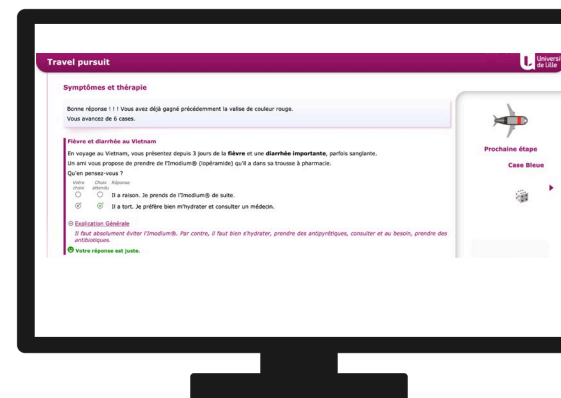 Travel pursuit
Universi
de Lille
Symptômes et thérapie
Bonne réponse ! ! ! Vous avez déjà gagné précédemment la valise de couleur rouge.
Vous avancez de 6 cases.
Fièvre et diarrhée au Vietnam
En voyage au Vietnam, vous présentez depuis 3 jours de la fièvre et une diarrhée importante, parfois sanglante.
Un ami vous propose de prendre de l'Imodium® (lopéramide) qu'il a dans sa trousse à pharmacie.
Qu'en pensez-vous ?
Votre choix Choix attendu Réponse
Il a raison. Je prends de l'Imodium® de suite.
Il a tort. Je préfère bien m'hydrater et consulter un médecin.
Explication Générale
Il faut absolument éviter l'Imodium®. Par contre, il faut bien s'hydrater, prendre des antipyrétiques, consulter et au besoin, prendre des
antibiotiques.
Votre réponse est juste.
Prochaine étape
Case Bleue